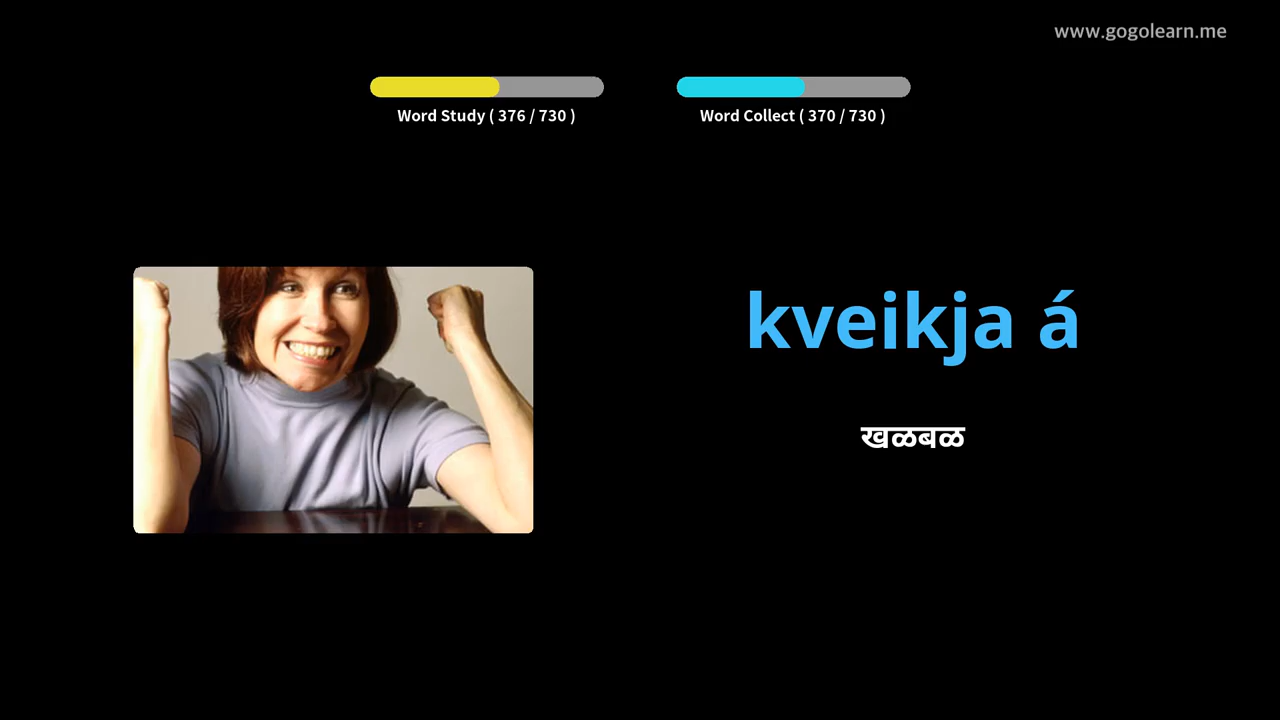 www.gogolearn.me
Word Study ( 376 / 730 )
Word Collect ( 370 / 730 )
kveikja á
खळबळ